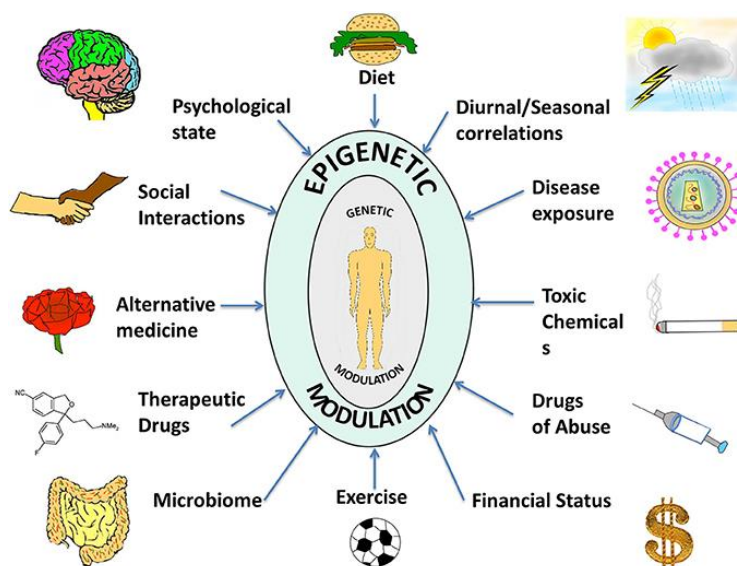 Diet
Psychological
state
Diurnal/Seasonal
correlations
EPIGENETIC
Social
Interactions
GENETIC
Disease
exposure
Alternative
medicine
Toxic
Chemical
s
MODULATION
MODULATION
Therapeutic
Drugs
NC
O
NMe2
F
Drugs
of Abuse
Microbiome
Exercise
Financial Status
$